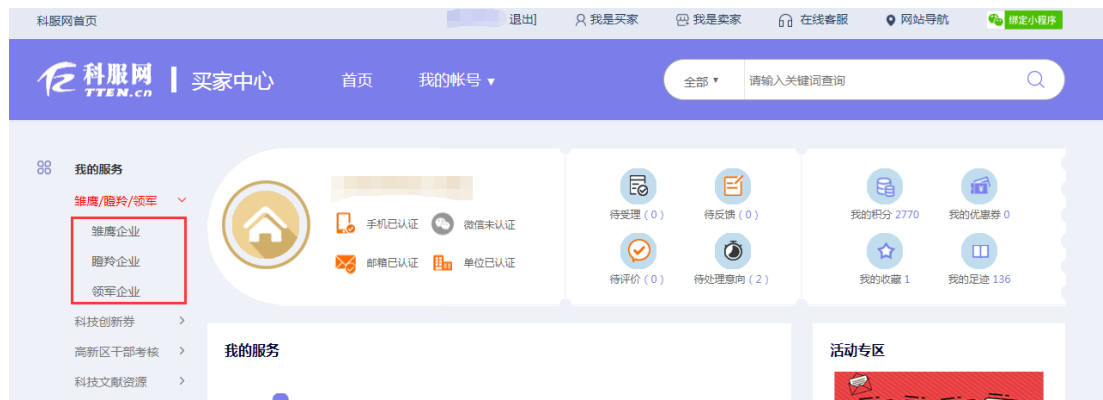 科服网首页 退出] 我是买家 我是卖家 在线客服 网站导航 绑定小程序
科服网 TTEN.cn 买家中心 首页 我的帐号 ▾ 全部 ▾ 请输入关键词查询
我的服务
雏鹰/瞪羚/领军
雏鹰企业
瞪羚企业
领军企业
科技创新券
高新区干部考核
科技文献资源
手机已认证 微信未认证
邮箱已认证 单位已认证
待受理 ( 0 ) 待反馈 ( 0 )
待评价 ( 0 ) 待处理意向 ( 2 )
我的积分 2770 我的优惠券 0
我的收藏 1 我的足迹 136
我的服务
活动专区